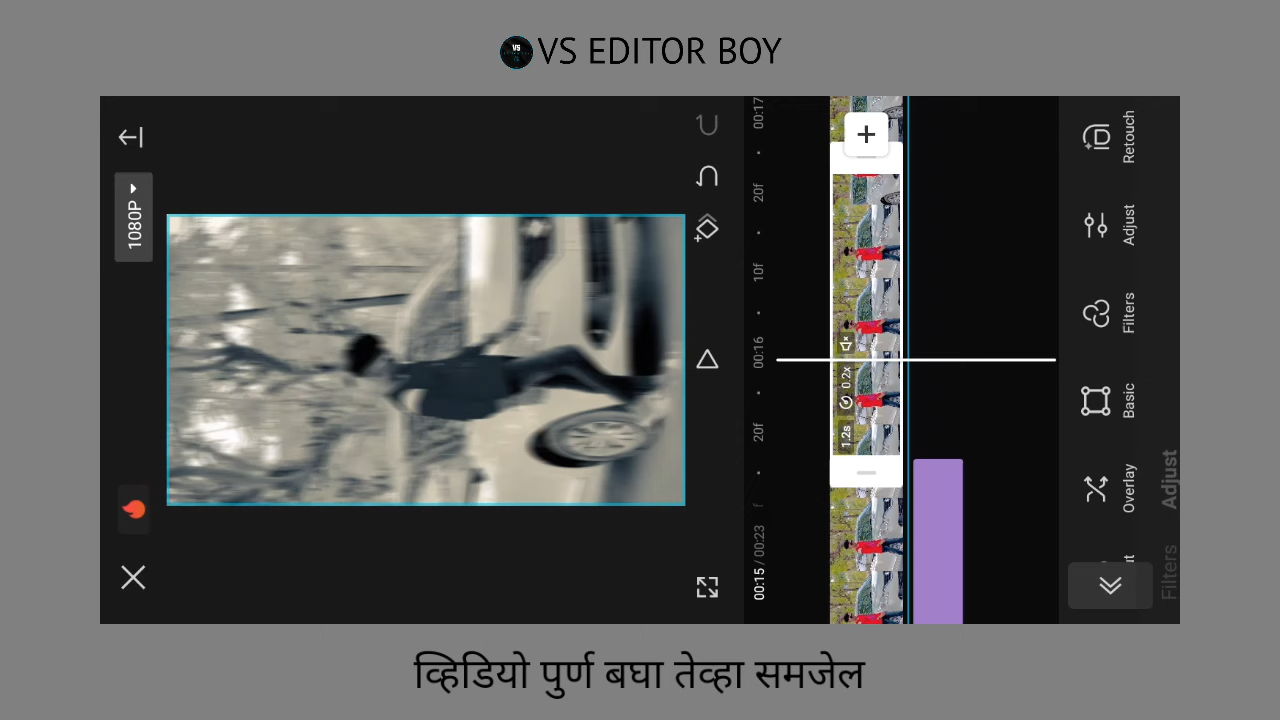 VS
VS EDITOR BOY
1080P
00:15 / 00:23
f
20f
00:16
10f
20f
00:17
1.2s
0.2x
Overlay
Basic
Filters
Adjust
Retouch
Filters
Adjust
व्हिडियो पुर्ण बघा तेव्हा समजेल